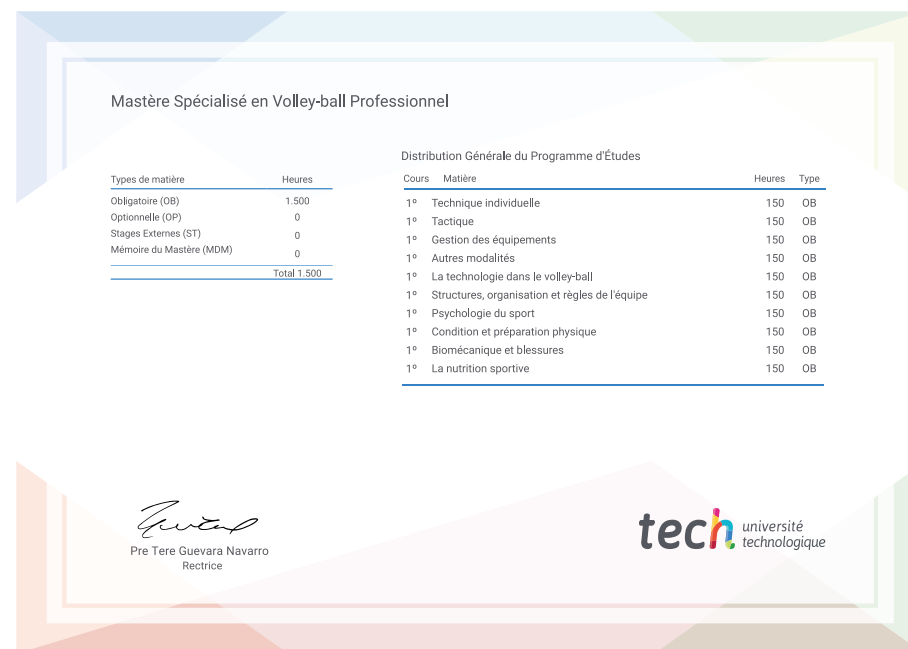 Mastère Spécialisé en Volley-ball Professionnel
Types de matière Heures
Obligatoire (OB) 1.500
Optionnelle (OP) 0
Stages Externes (ST) 0
Mémoire du Mastère (MDM) 0
Total 1.500
Distribution Générale du Programme d'Études
Cours Matière Heures Type
1º Technique individuelle 150 OB
1º Tactique 150 OB
1º Gestion des équipements 150 OB
1º Autres modalités 150 OB
1º La technologie dans le volley-ball 150 OB
1º Structures, organisation et règles de l'équipe 150 OB
1º Psychologie du sport 150 OB
1º Condition et préparation physique 150 OB
1º Biomécanique et blessures 150 OB
1º La nutrition sportive 150 OB
Pre Tere Guevara Navarro
Rectrice
tech université
technologique